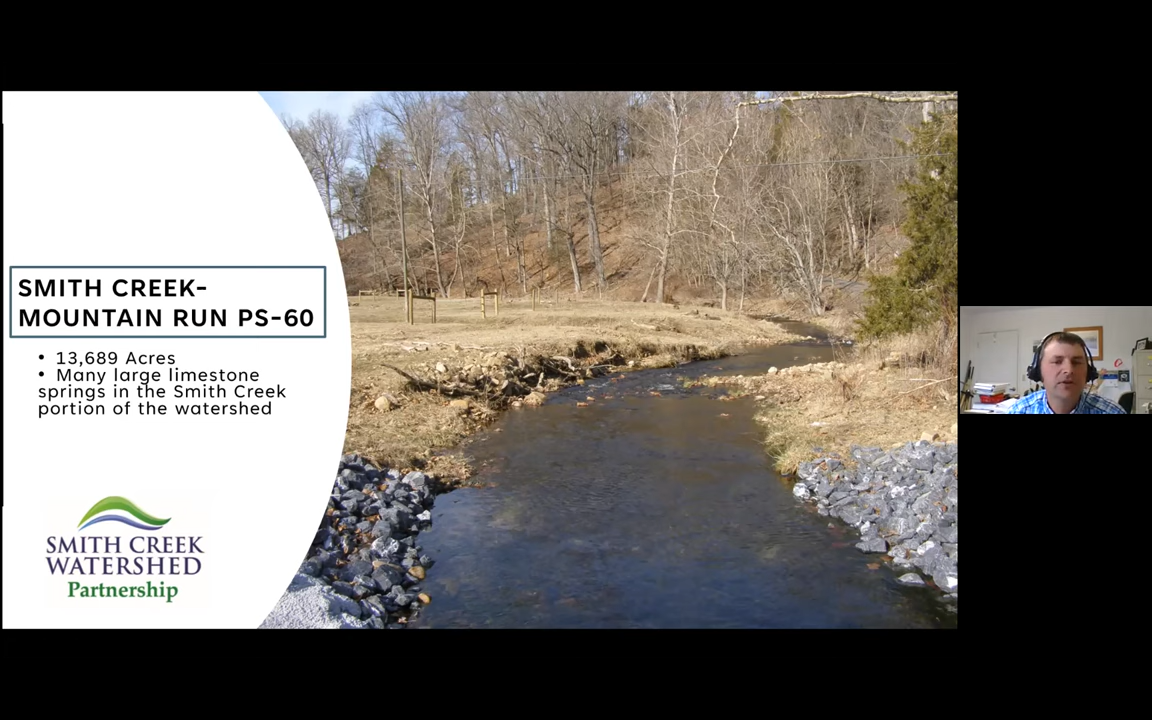 SMITH CREEK-
MOUNTAIN RUN PS-60
• 13,689 Acres
• Many large limestone
springs in the Smith Creek
portion of the watershed
SMITH CREEK
WATERSHED
Partnership